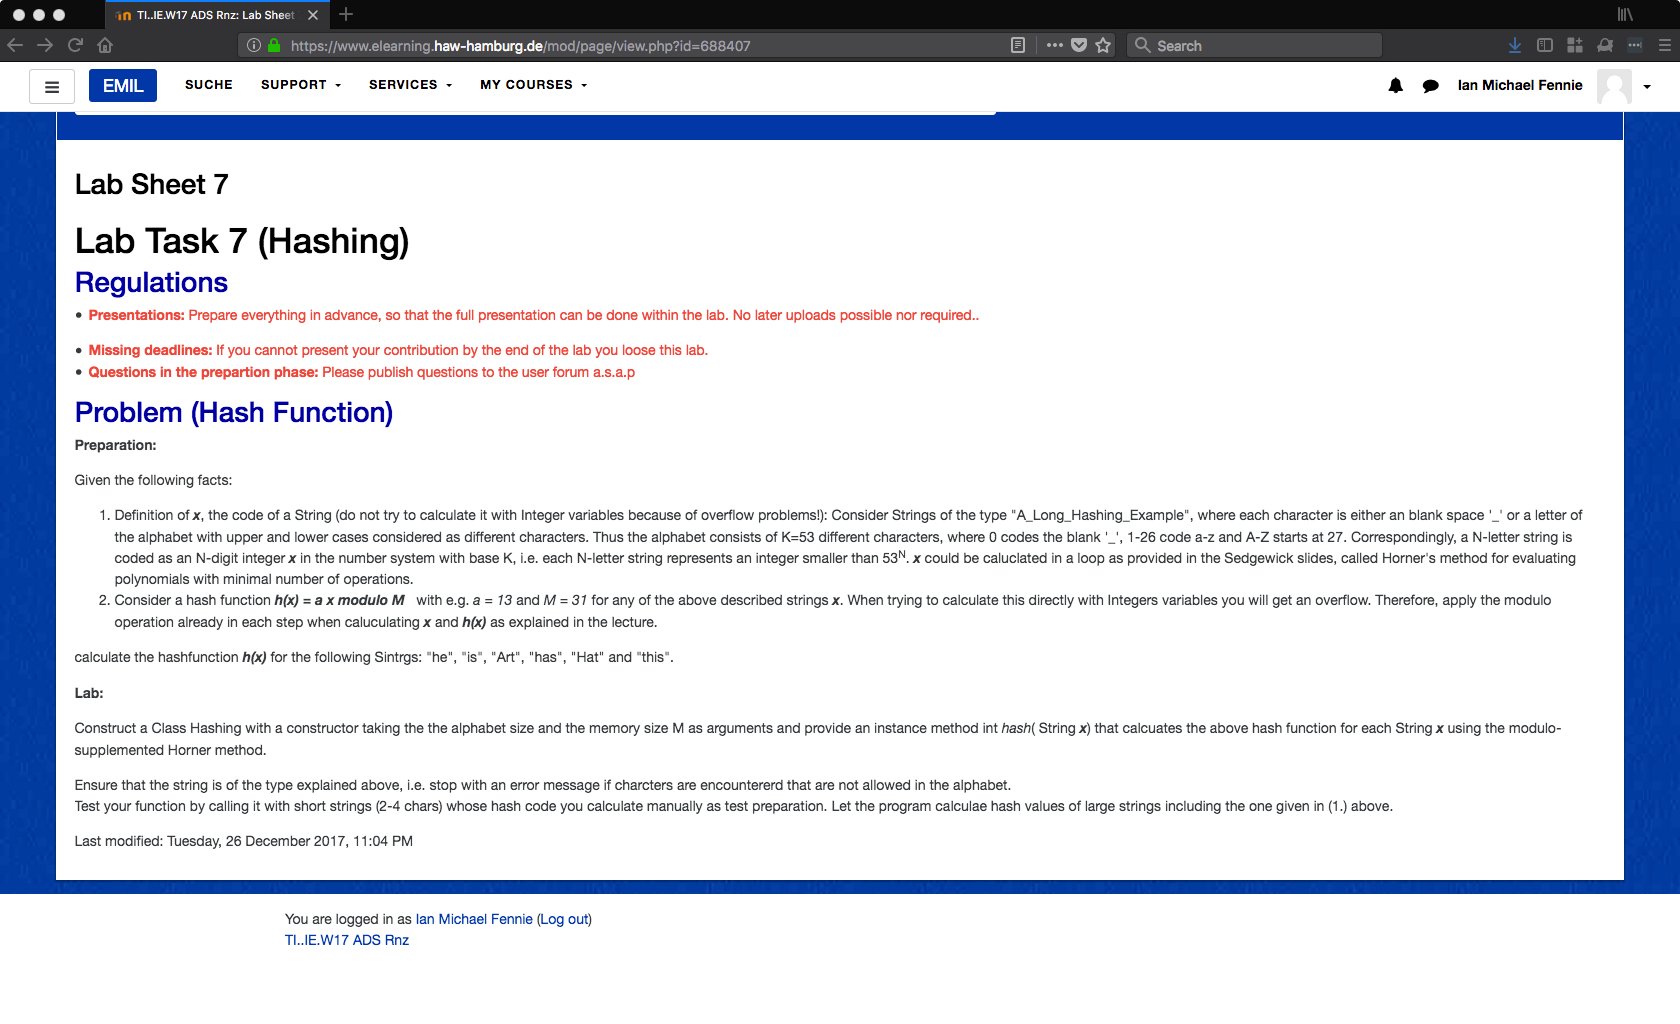 TI..IE.W17 ADS Rnz: Lab Sheet
https://www.elearning.haw-hamburg.de/mod/page/view.php?id=688407
Search
EMIL
SUCHE
SUPPORT
SERVICES
MY COURSES
Ian Michael Fennie
Lab Sheet 7
Lab Task 7 (Hashing)
Regulations
• Presentations: Prepare everything in advance, so that the full presentation can be done within the lab. No later uploads possible nor required..
• Missing deadlines: If you cannot present your contribution by the end of the lab you loose this lab.
• Questions in the prepartion phase: Please publish questions to the user forum a.s.a.p
Problem (Hash Function)
Preparation:
Given the following facts:
1. Definition of x, the code of a String (do not try to calculate it with Integer variables because of overflow problems!): Consider Strings of the type "A_Long_Hashing_Example", where each character is either an blank space '_' or a letter of
the alphabet with upper and lower cases considered as different characters. Thus the alphabet consists of K=53 different characters, where 0 codes the blank '_', 1-26 code a-z and A-Z starts at 27. Correspondingly, a N-letter string is
coded as an N-digit integer x in the number system with base K, i.e. each N-letter string represents an integer smaller than 53^N. x could be caluclated in a loop as provided in the Sedgewick slides, called Horner's method for evaluating
polynomials with minimal number of operations.
2. Consider a hash function h(x) = a x modulo M with e.g. a = 13 and M = 31 for any of the above described strings x. When trying to calculate this directly with Integers variables you will get an overflow. Therefore, apply the modulo
operation already in each step when caluculating x and h(x) as explained in the lecture.
calculate the hashfunction h(x) for the following Sintrgs: "he", "is", "Art", "has", "Hat" and "this".
Lab:
Construct a Class Hashing with a constructor taking the the alphabet size and the memory size M as arguments and provide an instance method int hash( String x) that calcuates the above hash function for each String x using the modulo-
supplemented Horner method.
Ensure that the string is of the type explained above, i.e. stop with an error message if charcters are encountererd that are not allowed in the alphabet.
Test your function by calling it with short strings (2-4 chars) whose hash code you calculate manually as test preparation. Let the program calculae hash values of large strings including the one given in (1.) above.
Last modified: Tuesday, 26 December 2017, 11:04 PM
You are logged in as Ian Michael Fennie (Log out)
TI..IE.W17 ADS Rnz